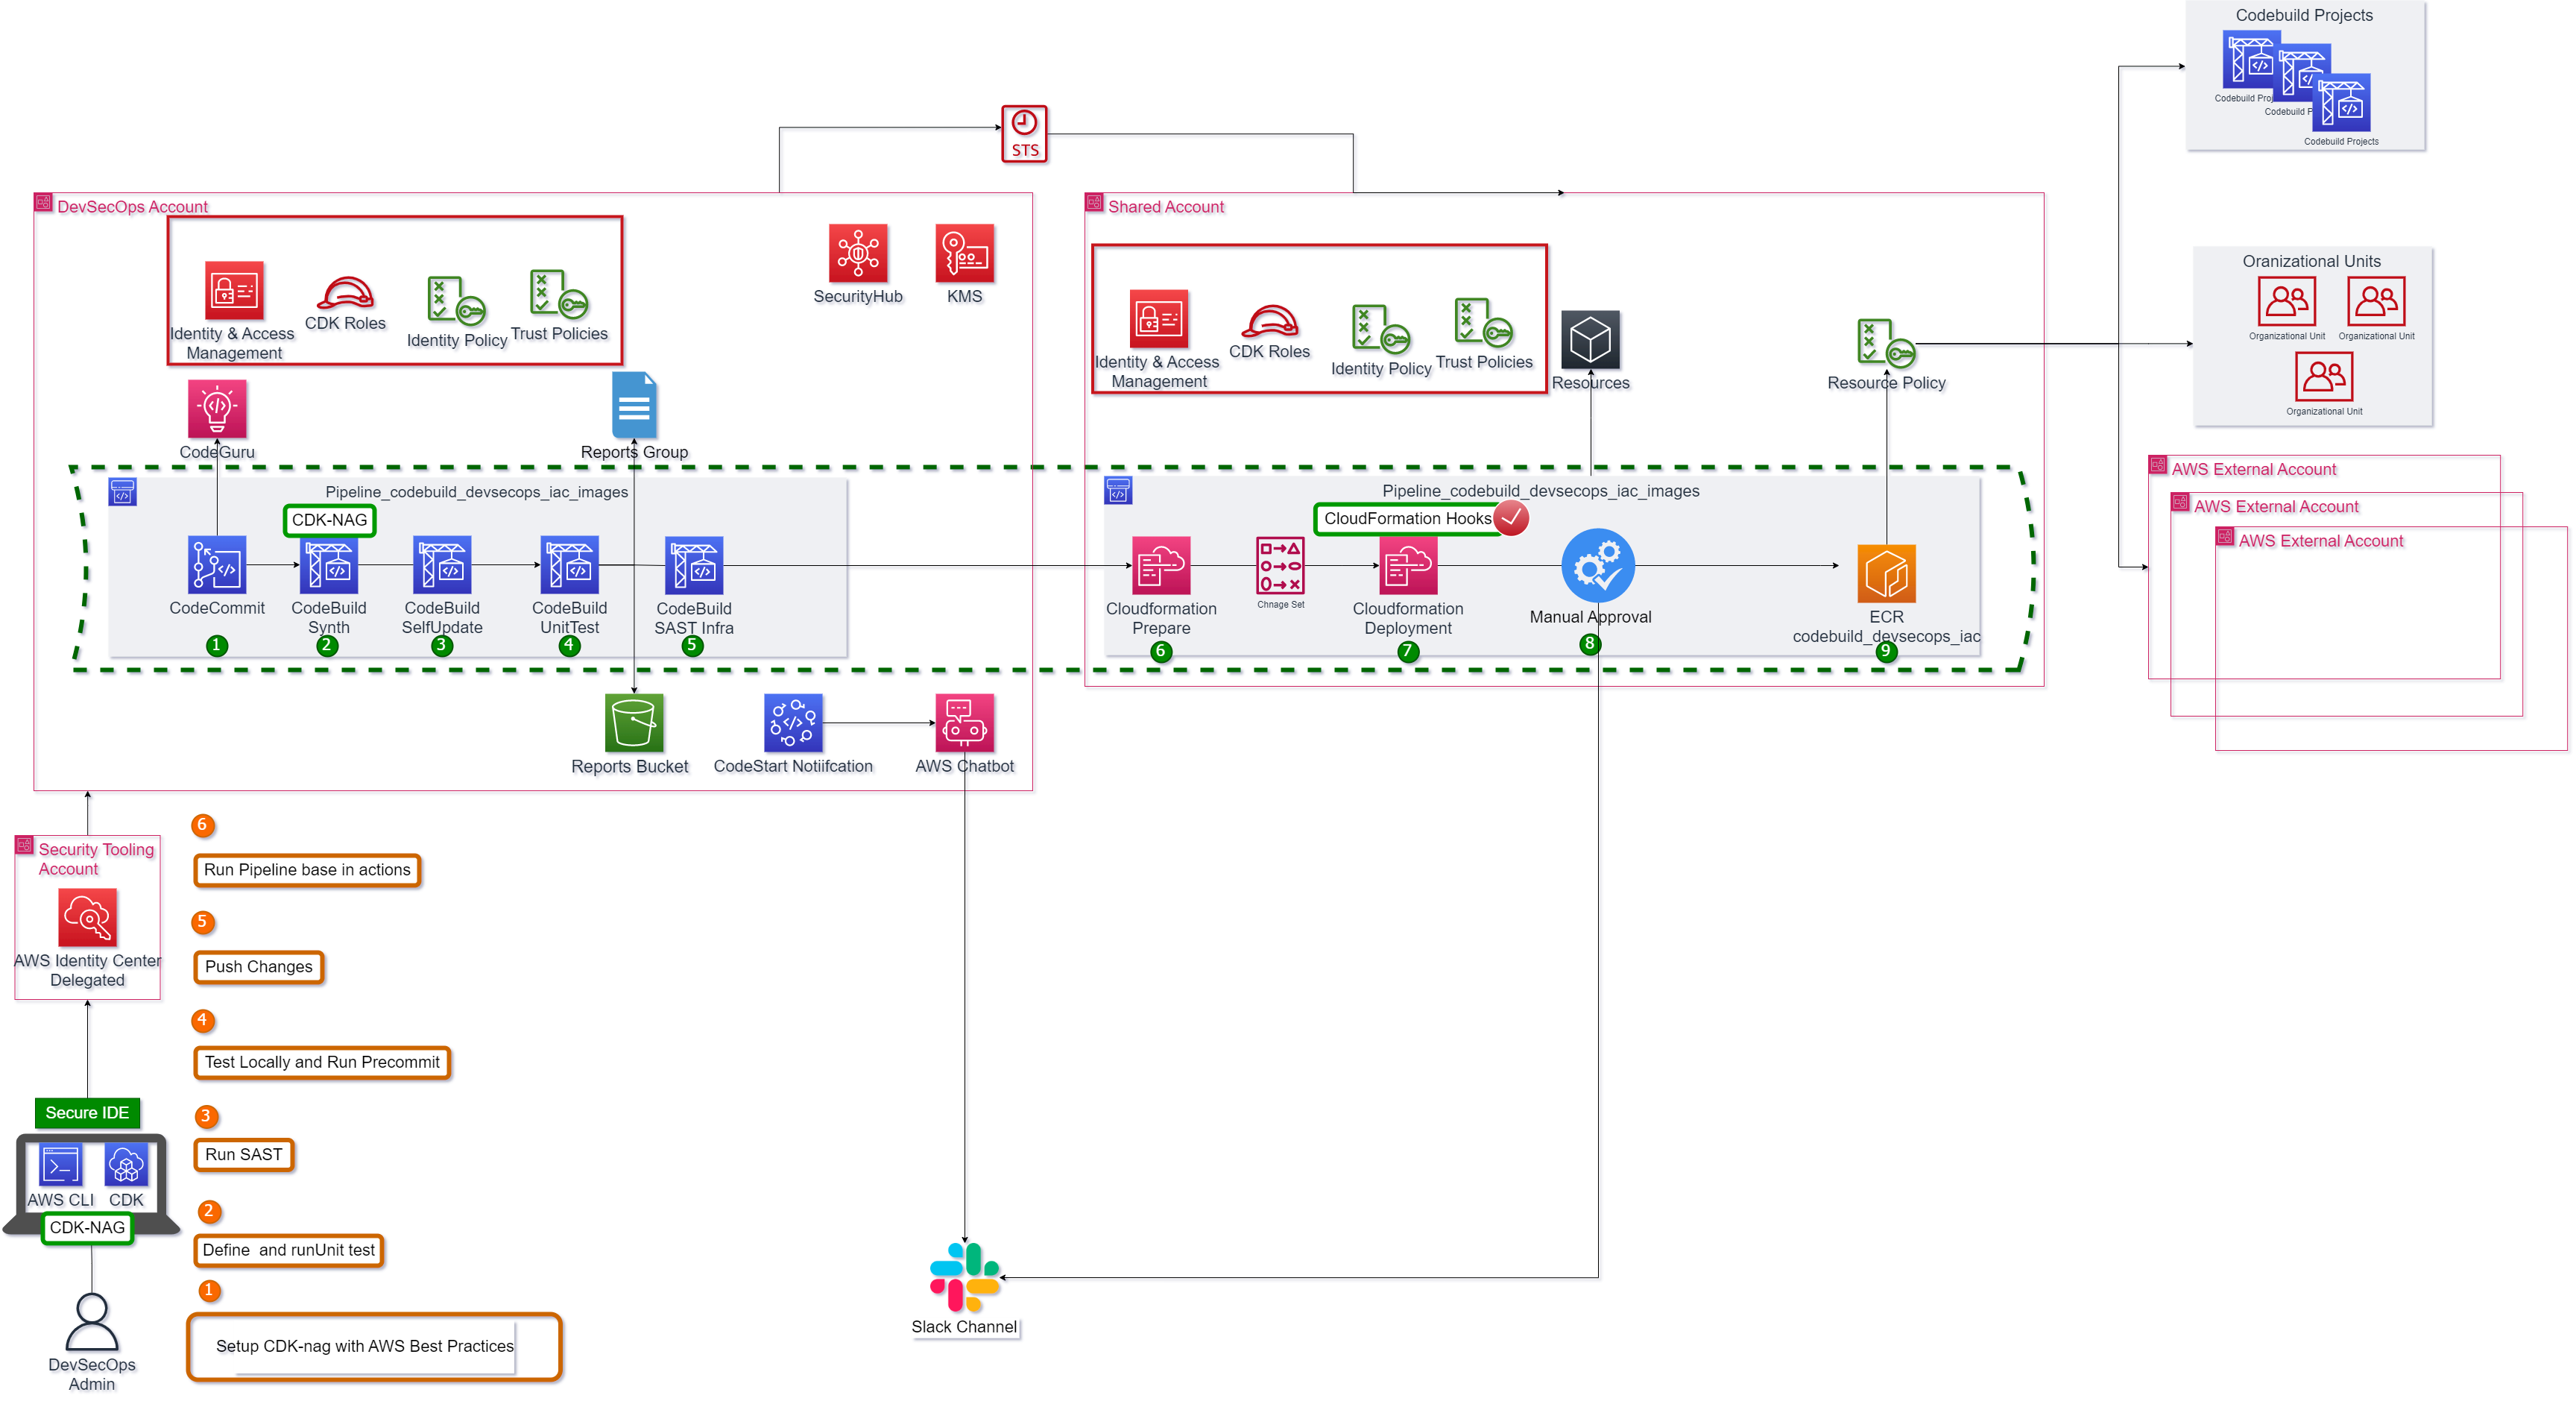 Codebuild Projects
Codebuild Proj
Codebuild P
Codebuild Projects
STS
DevSecOps Account
Identity & Access
Management
CDK Roles
Identity Policy
Trust Policies
SecurityHub
KMS
Shared Account
Identity & Access
Management
CDK Roles
Identity Policy
Trust Policies
Resources
Resource Policy
Oranizational Units
Organizational Unit
Organizational Unit
Organizational Unit
CodeGuru
Reports Group
AWS External Account
AWS External Account
AWS External Account
Pipeline_codebuild_devsecops_iac_images
CDK-NAG
CodeCommit
1
CodeBuild
Synth
2
CodeBuild
SelfUpdate
3
CodeBuild
UnitTest
4
CodeBuild
SAST Infra
5
Pipeline_codebuild_devsecops_iac_images
CloudFormation Hooks
Cloudformation
Prepare
6
Chnage Set
Cloudformation
Deployment
7
Manual Approval
8
ECR
codebuild_devsecops_iac
9
Reports Bucket
CodeStart Notiifcation
AWS Chatbot
Security Tooling
Account
AWS Identity Center
Delegated
6
Run Pipeline base in actions
5
Push Changes
4
Test Locally and Run Precommit
3
Run SAST
2
Define  and runUnit test
1
Setup CDK-nag with AWS Best Practices
Secure IDE
AWS CLI
CDK
CDK-NAG
DevSecOps
Admin
Slack Channel